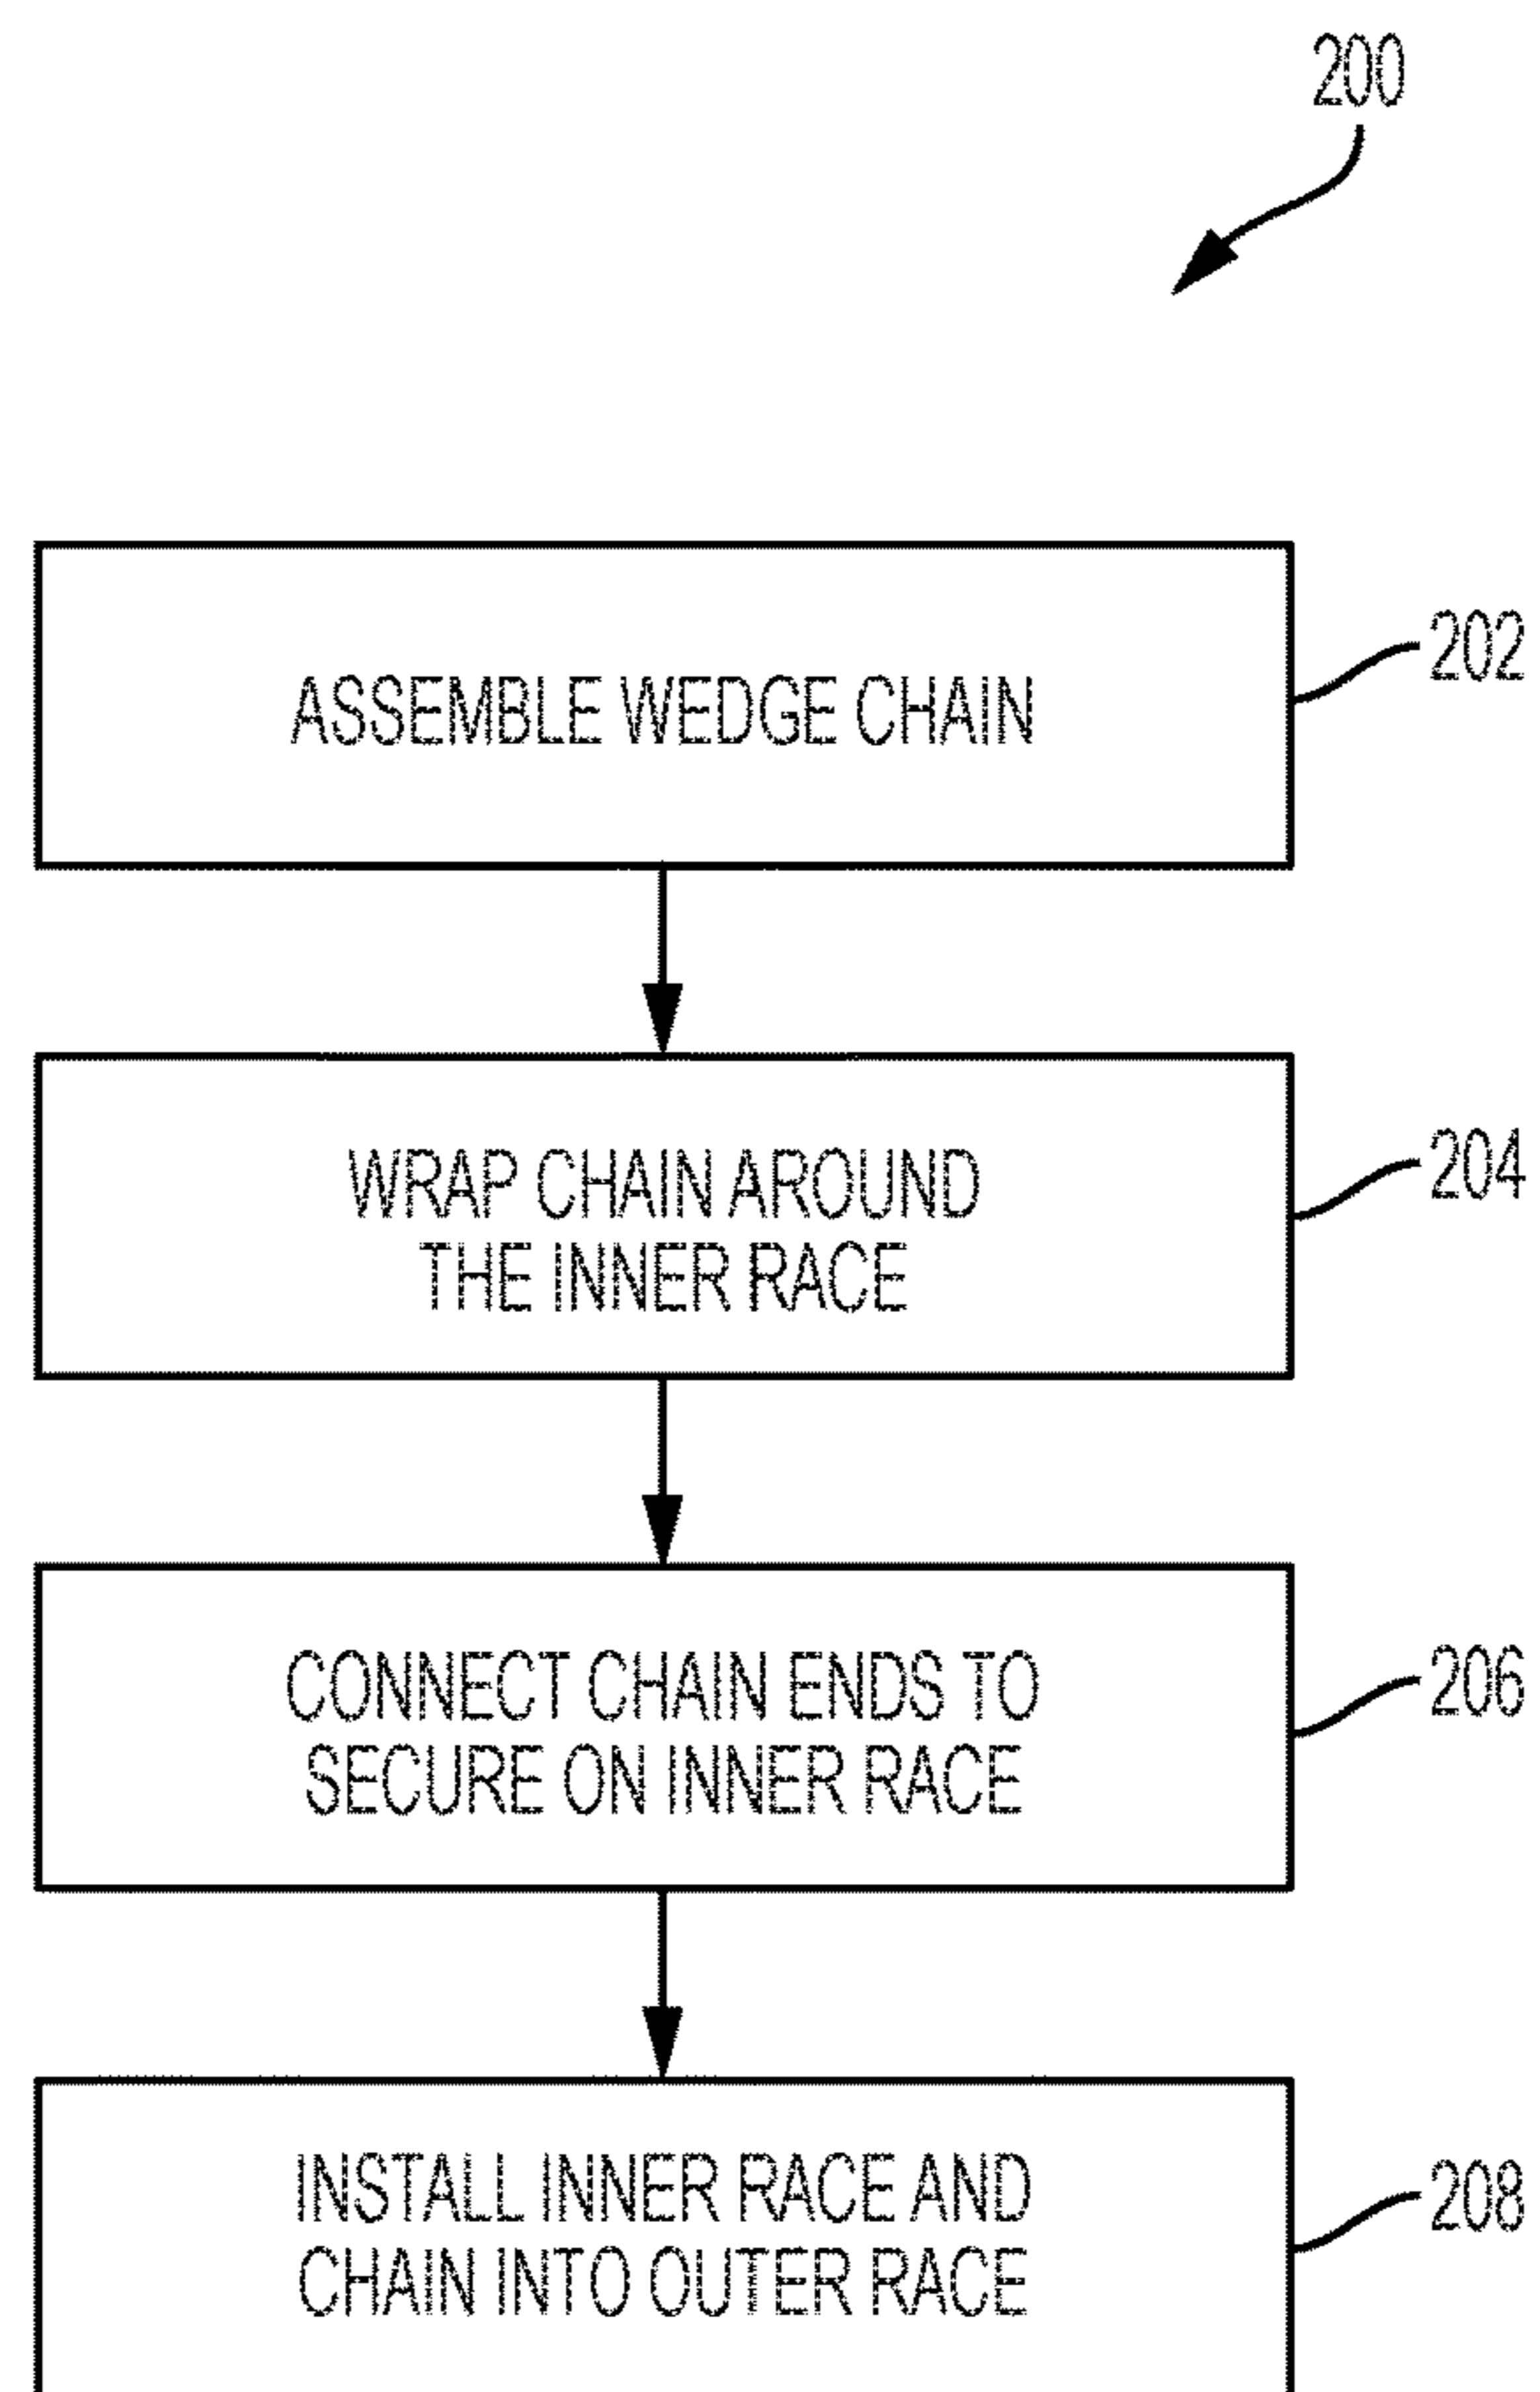 200
ASSEMBLE WEDGE CHAIN
202
WRAP CHAIN AROUND
THE INNER RACE
204
CONNECT CHAIN ENDS TO
SECURE ON INNER RACE
206
INSTALL INNER RACE AND
CHAIN INTO OUTER RACE
208